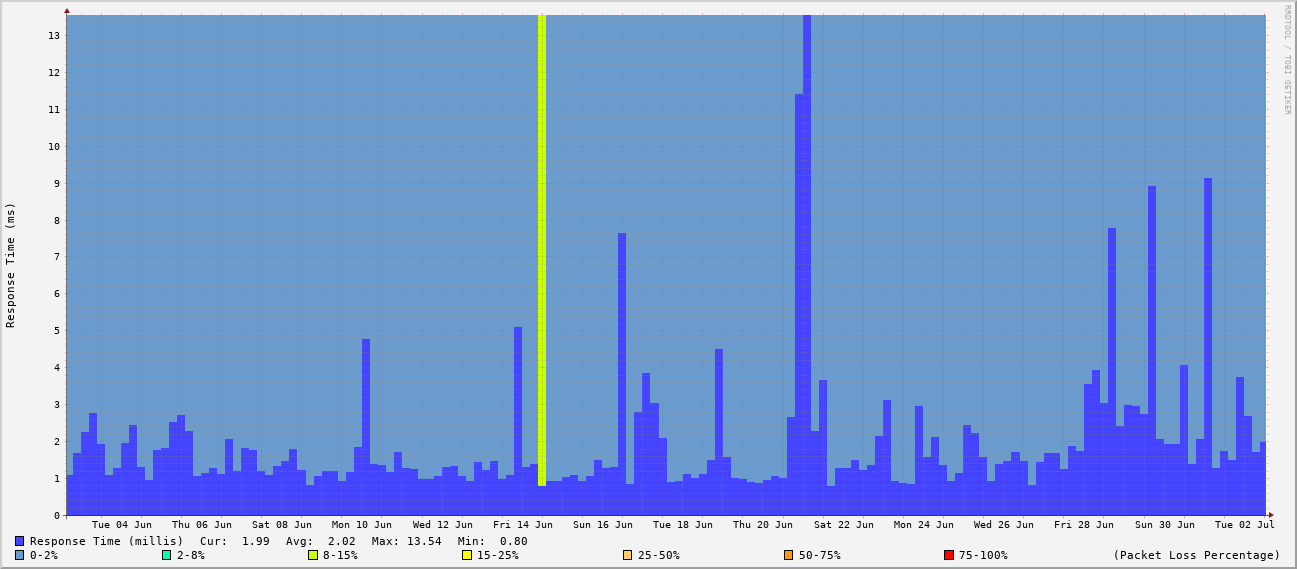 RRDTOOL / TOBI OETIKER
Response Time (ms)
13
12
11
10
9
8
7
6
5
4
3
2
1
0
Tue 04 Jun Thu 06 Jun Sat 08 Jun Mon 10 Jun Wed 12 Jun Fri 14 Jun Sun 16 Jun Tue 18 Jun Thu 20 Jun Sat 22 Jun Mon 24 Jun Wed 26 Jun Fri 28 Jun Sun 30 Jun Tue 02 Jul
Response Time (millis) Cur: 1.99 Avg: 2.02 Max: 13.54 Min: 0.80
0-2% 2-8% 8-15% 15-25% 25-50% 50-75% 75-100% (Packet Loss Percentage)